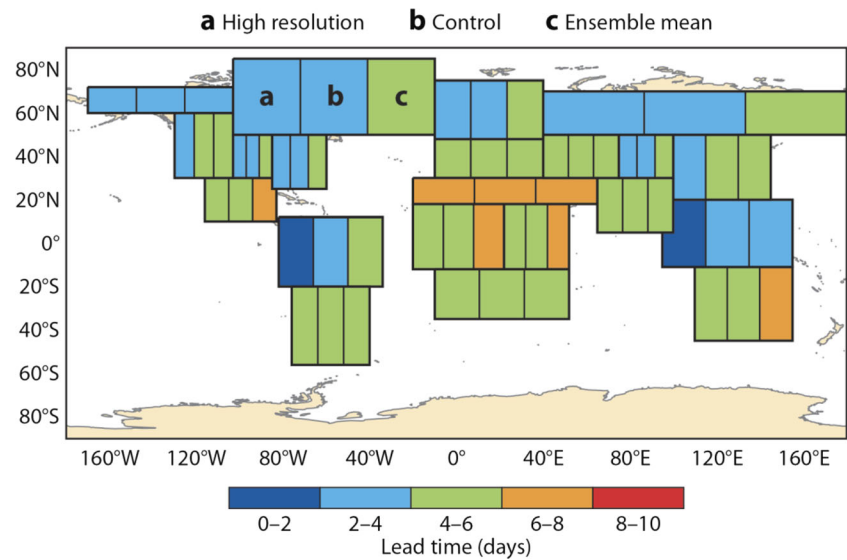 a High resolution b Control c Ensemble mean
80°N
60°N
40°N
20°N
0°
20°S
40°S
60°S
80°S
a b c
160°W 120°W 80°W 40°W 0° 40°E 80°E 120°E 160°E
0–2 2–4 4–6 6–8 8–10
Lead time (days)